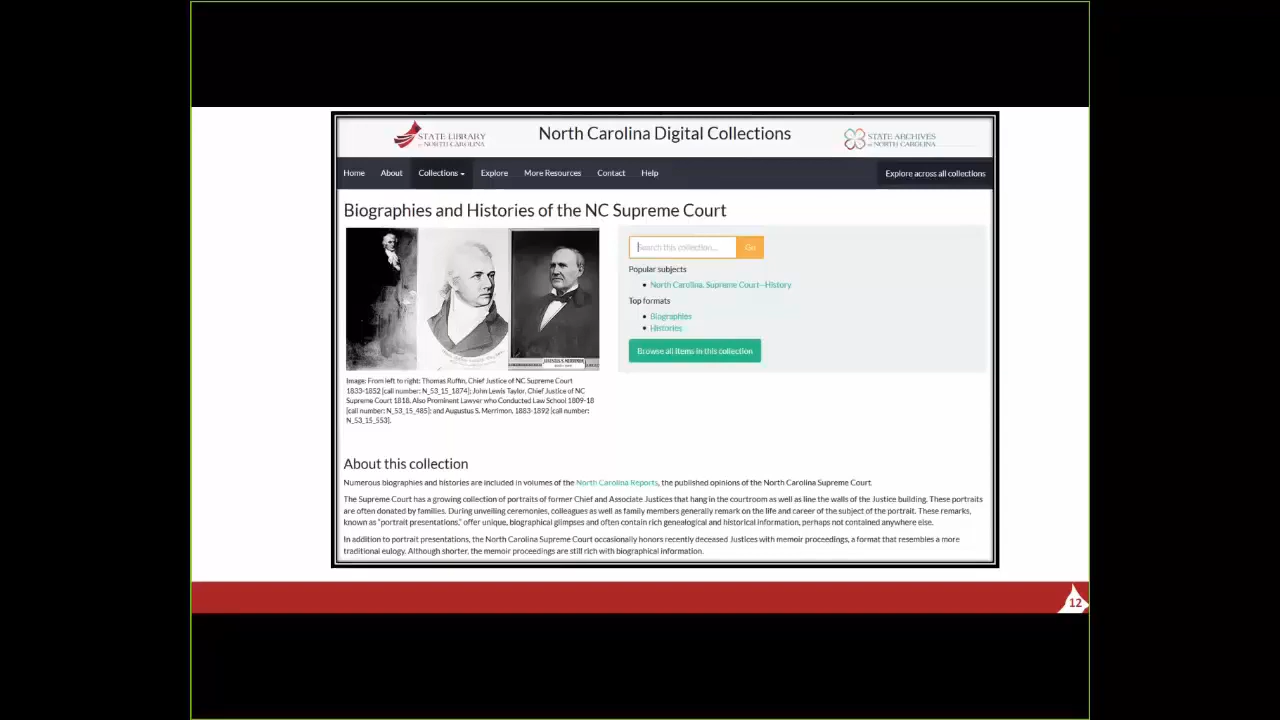 STATE LIBRARY
OF NORTH CAROLINA
North Carolina Digital Collections
STATE ARCHIVES
OF NORTH CAROLINA
Home About Collections Explore More Resources Contact Help Explore across all collections
Biographies and Histories of the NC Supreme Court
Search this collection... Go
Popular subjects
North Carolina. Supreme Court--History
Top formats
Biographies
Histories
Browse all items in this collection
Image: From left to right: Thomas Ruffin, Chief Justice of NC Supreme Court
1833-1852 [call number: N_53_15_1874]; John Lewis Taylor, Chief Justice of NC
Supreme Court 1818. Also Prominent Lawyer who Conducted Law School 1809-18
[call number: N_53_15_485]; and Augustus S. Merrimon, 1883-1892 [call number:
N_53_15_553].
About this collection
Numerous biographies and histories are included in volumes of the North Carolina Reports, the published opinions of the North Carolina Supreme Court.
The Supreme Court has a growing collection of portraits of former Chief and Associate Justices that hang in the courtroom as well as line the walls of the Justice building. These portraits
are often donated by families. During unveiling ceremonies, colleagues as well as family members generally remark on the life and career of the subject of the portrait. These remarks,
known as "portrait presentations," offer unique, biographical glimpses and often contain rich genealogical and historical information, perhaps not contained anywhere else.
In addition to portrait presentations, the North Carolina Supreme Court occasionally honors recently deceased Justices with memoir proceedings, a format that resembles a more
traditional eulogy. Although shorter, the memoir proceedings are still rich with biographical information.
12